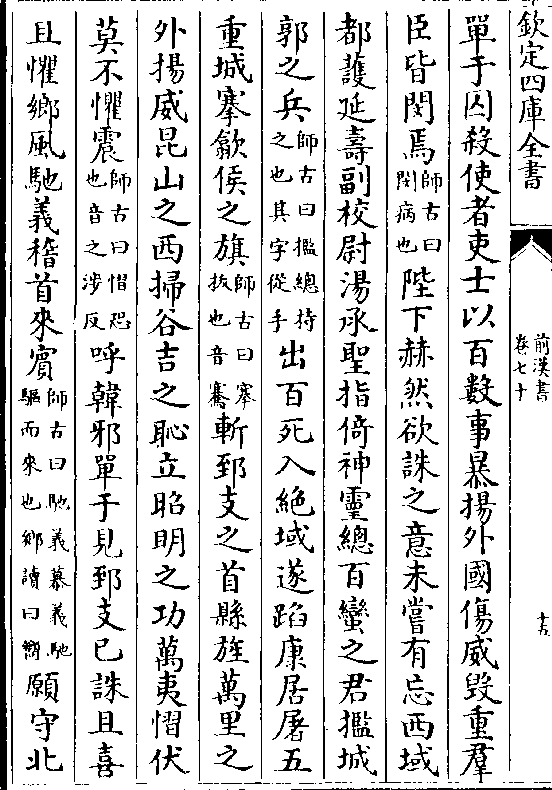 欽定四庫全書
前漢書
卷七十
十五
單于囚殺使者吏士以百數事暴揚外國傷威毁重羣
臣皆閔焉師古曰閔病也陛下赫然欲誅之意未嘗有忘西域
都護延壽副校尉湯承聖指倚神靈總百蠻之君㩜城
郭之兵師古曰㩜總持之也其字從手出百死入絶域遂蹈康居屠五
重城搴歙侯之旗師古曰搴拔也音騫斬郅支之首縣旌萬里之
外揚威昆山之西掃谷吉之恥立昭明之功萬夷慴伏
莫不懼震師古曰慴恐也音之涉反呼韓邪單于見郅支已誅且喜
且懼鄉風馳義稽首來賔師古曰馳義慕義馳驅而來也鄉讀曰嚮願守北